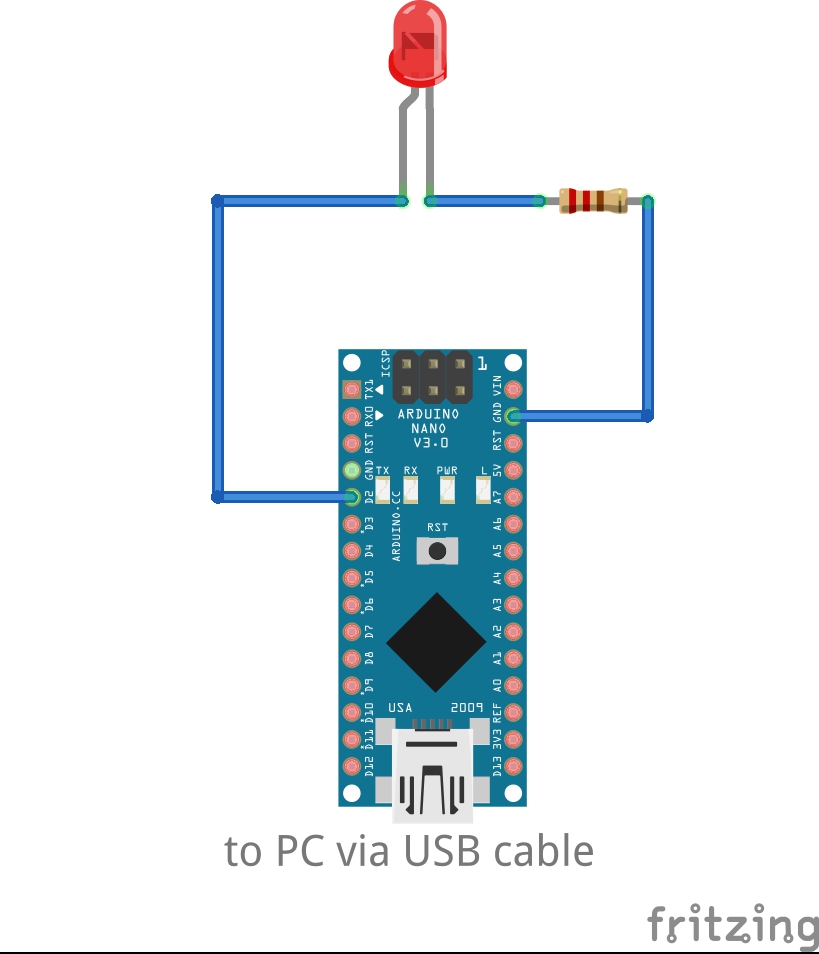 ICSP
1
TX1
RX0
RST
GND
D2
D3
D4
D5
D6
D7
D8
D9
D10
D11
D12
ARDUINO
NANO
V3.0
TX RX PWR L
ARDUINO.CC
RST
USA 2009
VIN
GND
RST
5V
A7
A6
A5
A4
A3
A2
A1
A0
REF
3V3
D13
to PC via USB cable
fritzing